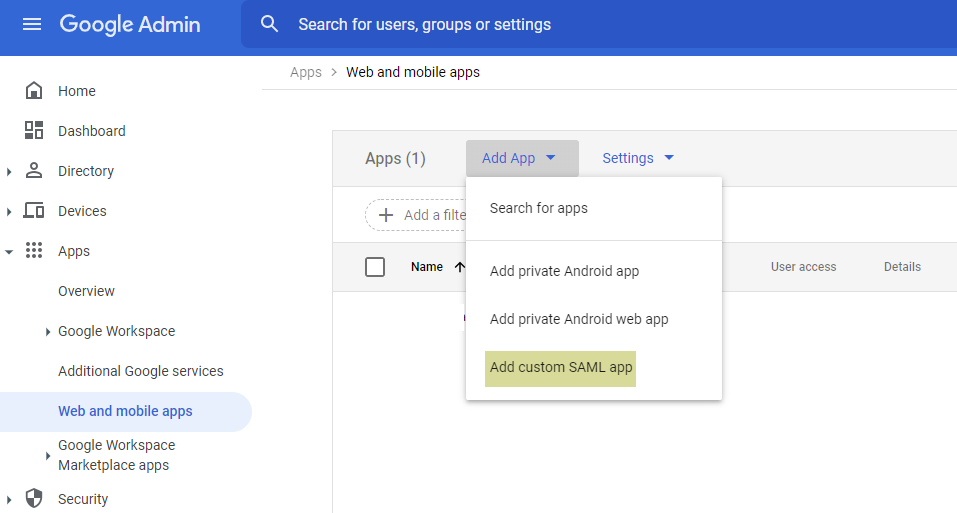 Google Admin
Search for users, groups or settings
Apps > Web and mobile apps
Home
Dashboard
Directory
Devices
Apps
Overview
Google Workspace
Additional Google services
Web and mobile apps
Google Workspace
Marketplace apps
Security
Apps (1)
Add App
Settings
Add a filte
Name
User access
Details
Search for apps
Add private Android app
Add private Android web app
Add custom SAML app